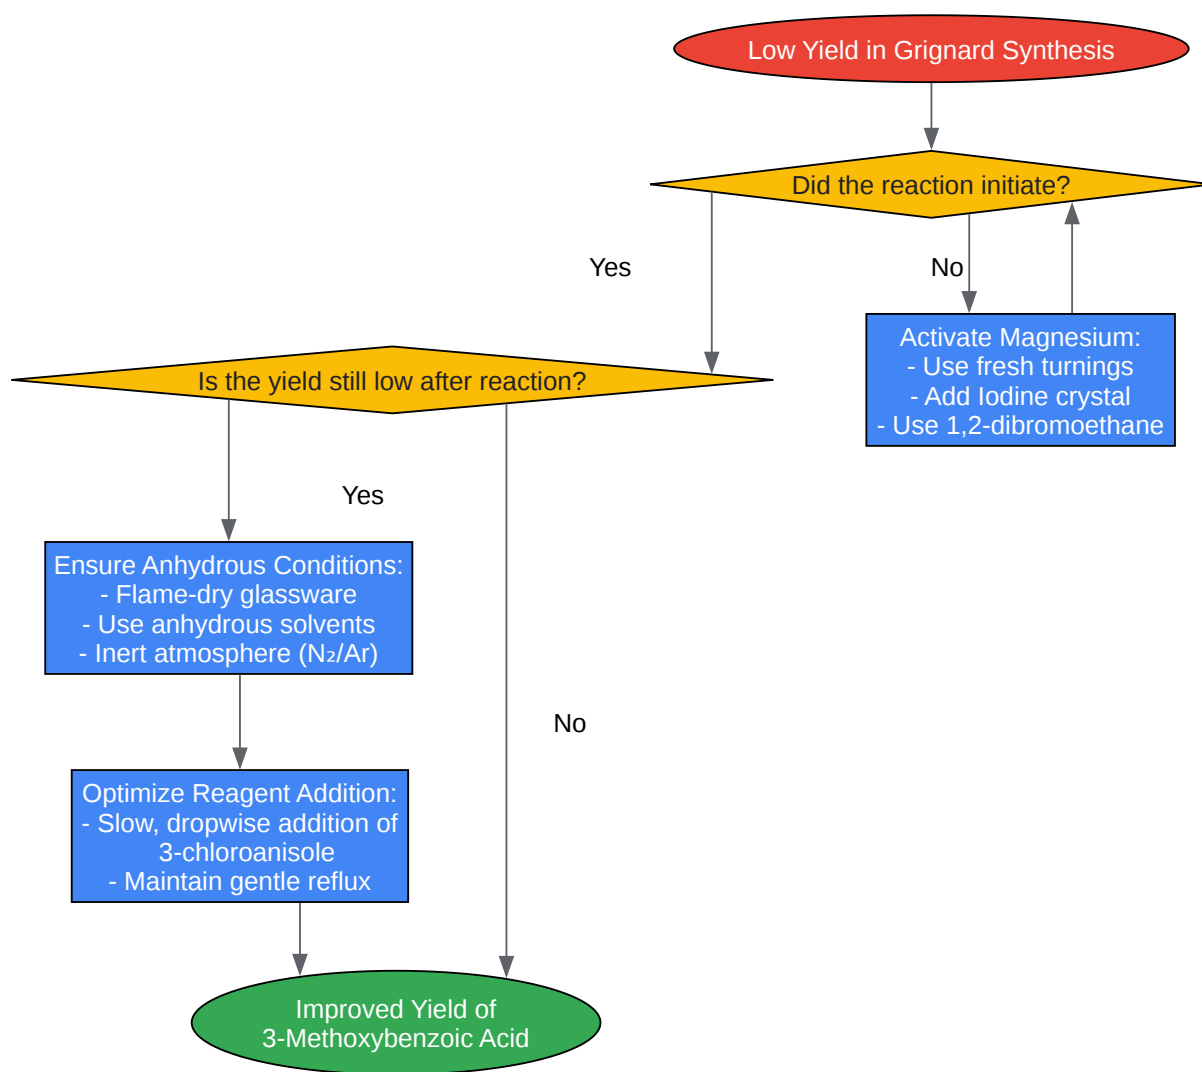 Low Yield in Grignard Synthesis
Did the reaction initiate?
Yes
No
Activate Magnesium:
- Use fresh turnings
- Add Iodine crystal
- Use 1,2-dibromoethane
Is the yield still low after reaction?
Yes
Ensure Anhydrous Conditions:
- Flame-dry glassware
- Use anhydrous solvents
- Inert atmosphere (N₂/Ar)
No
Optimize Reagent Addition:
- Slow, dropwise addition of
3-chloroanisole
- Maintain gentle reflux
Improved Yield of
3-Methoxybenzoic Acid